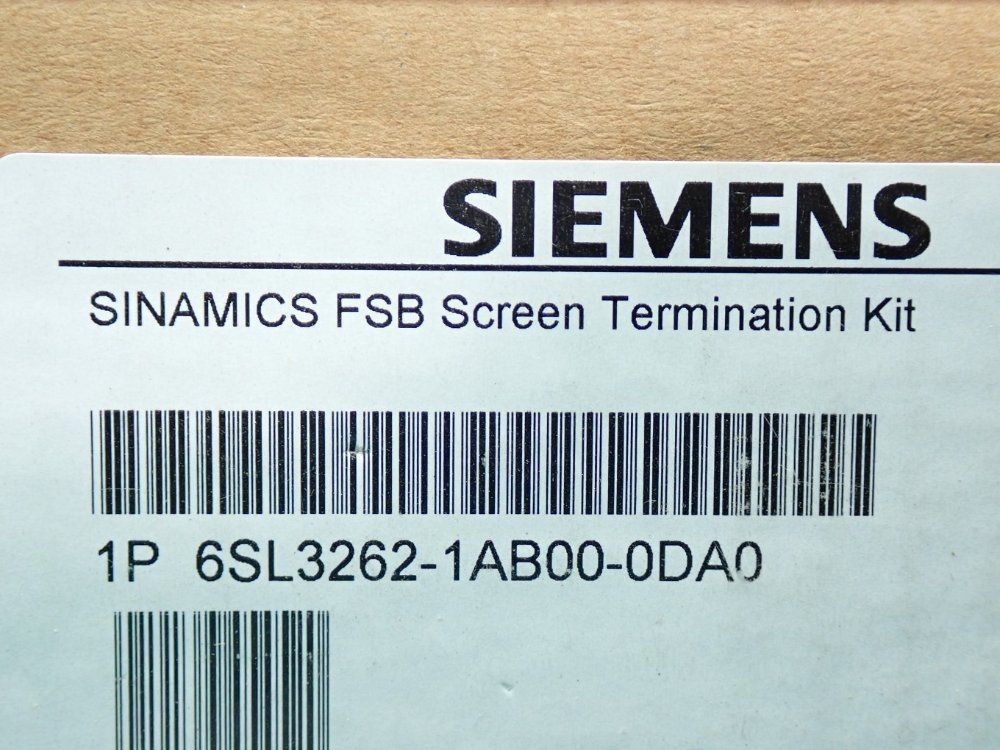 SIEMENS
SINAMICS FSB Screen Termination Kit
1P 6SL3262-1AB00-0DA0